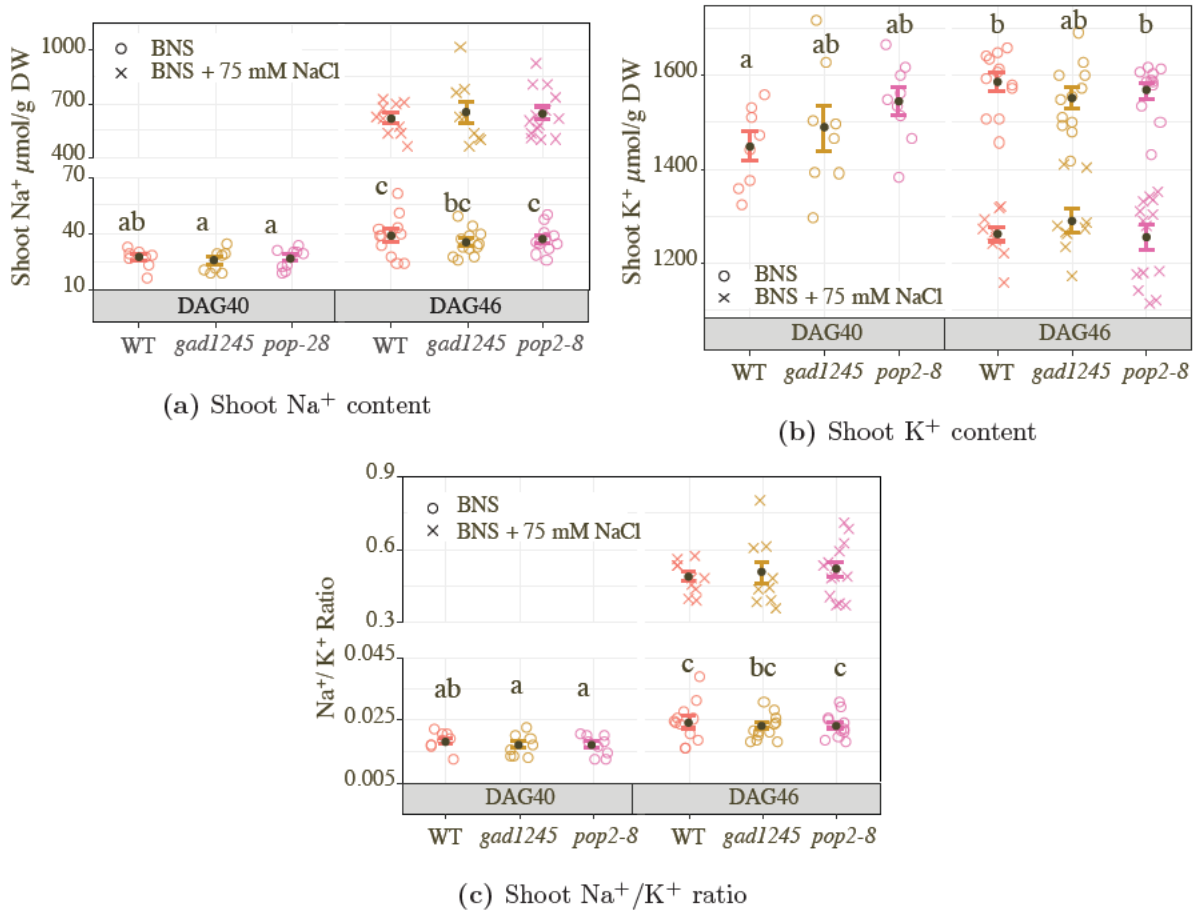 Shoot Na⁺ µmol/g DW
1000
700
400
70
40
10
BNS
BNS + 75 mM NaCl
ab
a
a
c
bc
c
DAG40
DAG46
WT
gad1245
pop-28
WT
gad1245
pop2-8
(a) Shoot Na⁺ content
Shoot K⁺ µmol/g DW
1600
1400
1200
a
ab
ab
b
ab
b
BNS
BNS + 75 mM NaCl
DAG40
DAG46
WT
gad1245
pop2-8
WT
gad1245
pop2-8
(b) Shoot K⁺ content
Na⁺/K⁺ Ratio
0.9
0.6
0.3
0.045
0.025
0.005
BNS
BNS + 75 mM NaCl
ab
a
a
c
bc
c
DAG40
DAG46
WT
gad1245
pop2-8
WT
gad1245
pop2-8
(c) Shoot Na⁺/K⁺ ratio